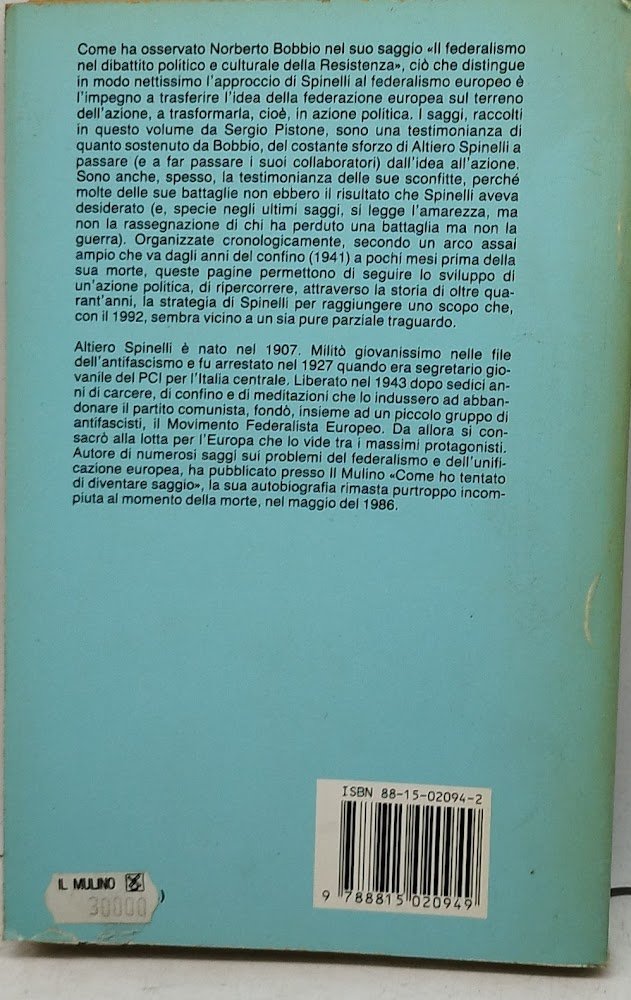 Come ha osservato Norberto Bobbio nel suo saggio «Il federalismo
nel dibattito politico e culturale della Resistenza», ciò che distingue
in modo nettissimo l'approccio di Spinelli al federalismo europeo è
l'impegno a trasferire l'idea della federazione europea sul terreno
dell'azione, a trasformarla, cioè, in azione politica. I saggi, raccolti
in questo volume da Sergio Pistone, sono una testimonianza di
quanto sostenuto da Bobbio, del costante sforzo di Altiero Spinelli a
passare (e a far passare i suoi collaboratori) dall'idea all'azione.
Sono anche, spesso, la testimonianza delle sue sconfitte, perché
molte delle sue battaglie non ebbero il risultato che Spinelli aveva
desiderato (e, specie negli ultimi saggi, si legge l'amarezza, ma
non la rassegnazione di chi ha perduto una battaglia ma non la
guerra). Organizzate cronologicamente, secondo un arco assai
ampio che va dagli anni del confino (1941) a pochi mesi prima della
sua morte, queste pagine permettono di seguire lo sviluppo di
un'azione politica, di ripercorrere, attraverso la storia di oltre qua-
rant'anni, la strategia di Spinelli per raggiungere uno scopo che,
con il 1992, sembra vicino a un sia pure parziale traguardo.
Altiero Spinelli è nato nel 1907. Militò giovanissimo nelle file
dell'antifascismo e fu arrestato nel 1927 quando era segretario gio-
vanile del PCI per l'Italia centrale. Liberato nel 1943 dopo sedici an-
ni di carcere, di confino e di meditazioni che lo indussero ad abban-
donare il partito comunista, fondò, insieme ad un piccolo gruppo di
antifascisti, il Movimento Federalista Europeo. Da allora si con-
sacrò alla lotta per l'Europa che lo vide tra i massimi protagonisti.
Autore di numerosi saggi sui problemi del federalismo e dell'unifi-
cazione europea, ha pubblicato presso Il Mulino «Come ho tentato
di diventare saggio», la sua autobiografia rimasta purtroppo incom-
piuta al momento della morte, nel maggio del 1986.
ISBN 88-15-02094-2
9 788815 020949
IL MULINO
30000
)